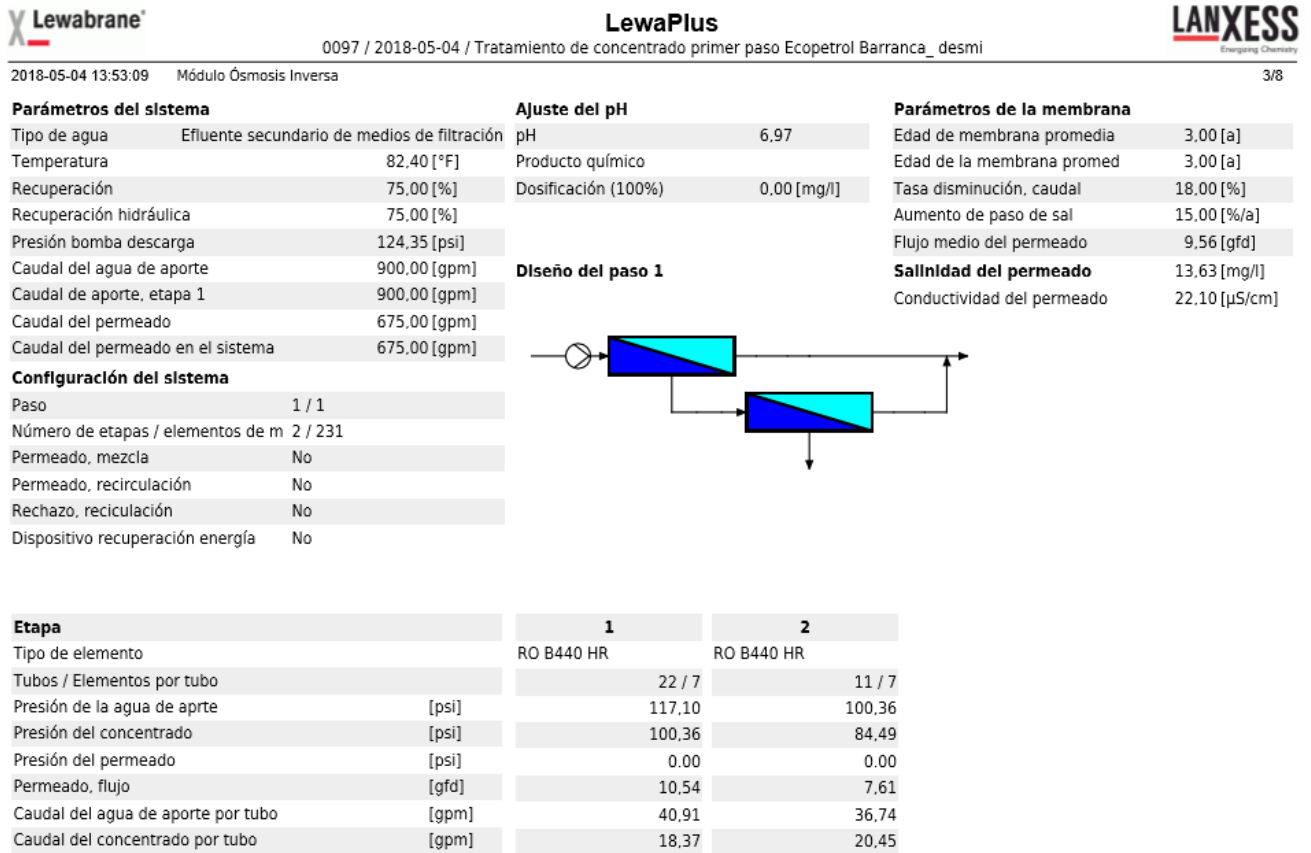 Lewabrane®
LewaPlus
LANXESS
Energizing Chemistry
0097 / 2018-05-04 / Tratamiento de concentrado primer paso Ecopetrol Barranca_ desmi
2018-05-04 13:53:09 Módulo Ósmosis Inversa 3/8
Parámetros del sistema
Tipo de agua Efluente secundario de medios de filtración
Temperatura 82,40 [°F]
Recuperación 75,00 [%]
Recuperación hidráulica 75,00 [%]
Presión bomba descarga 124,35 [psi]
Caudal del agua de aporte 900,00 [gpm]
Caudal de aporte, etapa 1 900,00 [gpm]
Caudal del permeado 675,00 [gpm]
Caudal del permeado en el sistema 675,00 [gpm]
Configuración del sistema
Paso 1 / 1
Número de etapas / elementos de m 2 / 231
Permeado, mezcla No
Permeado, recirculación No
Rechazo, reciculación No
Dispositivo recuperación energía No
Ajuste del pH
pH 6,97
Producto químico
Dosificación (100%) 0,00 [mg/l]
Diseño del paso 1
Parámetros de la membrana
Edad de membrana promedia 3,00 [a]
Edad de la membrana promed 3,00 [a]
Tasa disminución, caudal 18,00 [%]
Aumento de paso de sal 15,00 [%/a]
Flujo medio del permeado 9,56 [gfd]
Salinidad del permeado 13,63 [mg/l]
Conductividad del permeado 22,10 [µS/cm]
Etapa 1 2
Tipo de elemento RO B440 HR RO B440 HR
Tubos / Elementos por tubo 22 / 7 11 / 7
Presión de la agua de aprte [psi] 117,10 100,36
Presión del concentrado [psi] 100,36 84,49
Presión del permeado [psi] 0.00 0.00
Permeado, flujo [gfd] 10,54 7,61
Caudal del agua de aporte por tubo [gpm] 40,91 36,74
Caudal del concentrado por tubo [gpm] 18,37 20,45